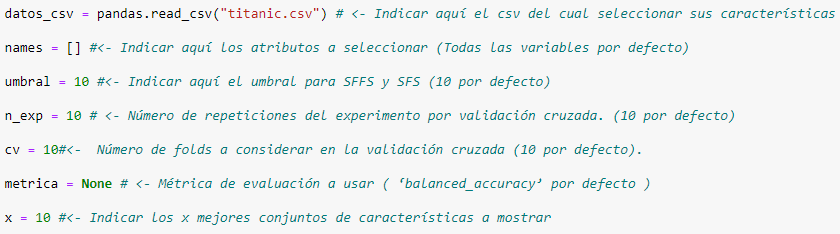 datos_csv = pandas.read_csv("titanic.csv") # <- Indicar aquí el csv del cual seleccionar sus características
names = [] #<- Indicar aquí los atributos a seleccionar (Todas las variables por defecto)
umbral = 10 #<- Indicar aquí el umbral para SFFS y SFS (10 por defecto)
n_exp = 10 # <- Número de repeticiones del experimento por validación cruzada. (10 por defecto)
cv = 10#<-  Número de folds a considerar en la validación cruzada (10 por defecto).
metrica = None # <- Métrica de evaluación a usar ( ‘balanced_accuracy’ por defecto )
x = 10 #<- Indicar los x mejores conjuntos de características a mostrar